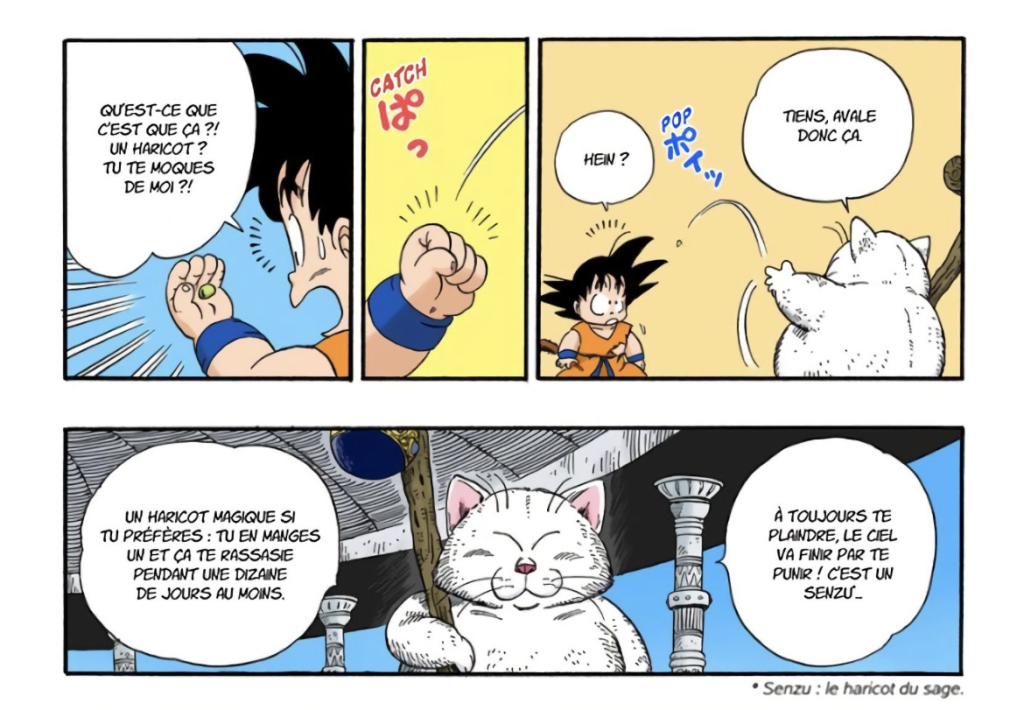 TIENS, AVALE
DONC ÇA.
POP
ポイッ
HEIN ?
CATCH
ぱっ
QU'EST-CE QUE
C'EST QUE ÇA ?!
UN HARICOT ?
TU TE MOQUES
DE MOI ?!
À TOUJOURS TE
PLAINDRE, LE CIEL
VA FINIR PAR TE
PUNIR ! C'EST UN
SENZU*...
UN HARICOT MAGIQUE SI
TU PRÉFÈRES : TU EN MANGES
UN ET ÇA TE RASSASIE
PENDANT UNE DIZAINE
DE JOURS AU MOINS.
* Senzu : le haricot du sage.